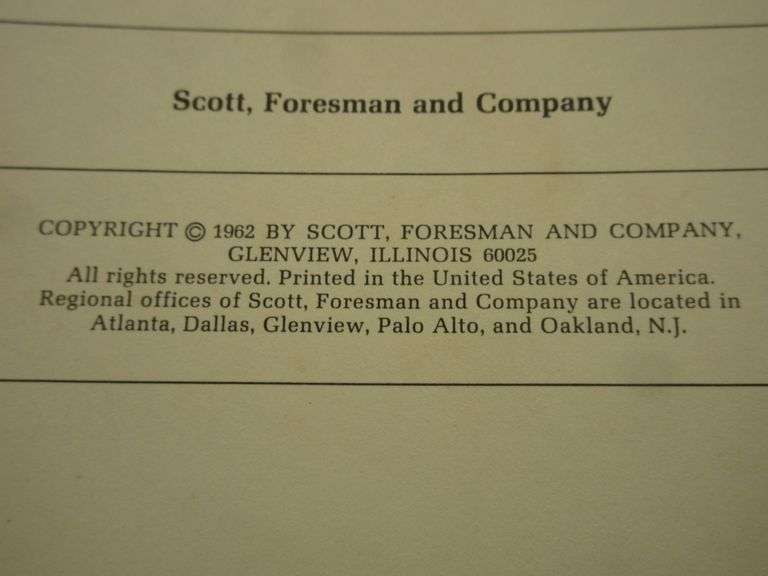 Scott, Foresman and Company
COPYRIGHT © 1962 BY SCOTT, FORESMAN AND COMPANY,
GLENVIEW, ILLINOIS 60025
All rights reserved. Printed in the United States of America.
Regional offices of Scott, Foresman and Company are located in
Atlanta, Dallas, Glenview, Palo Alto, and Oakland, N.J.